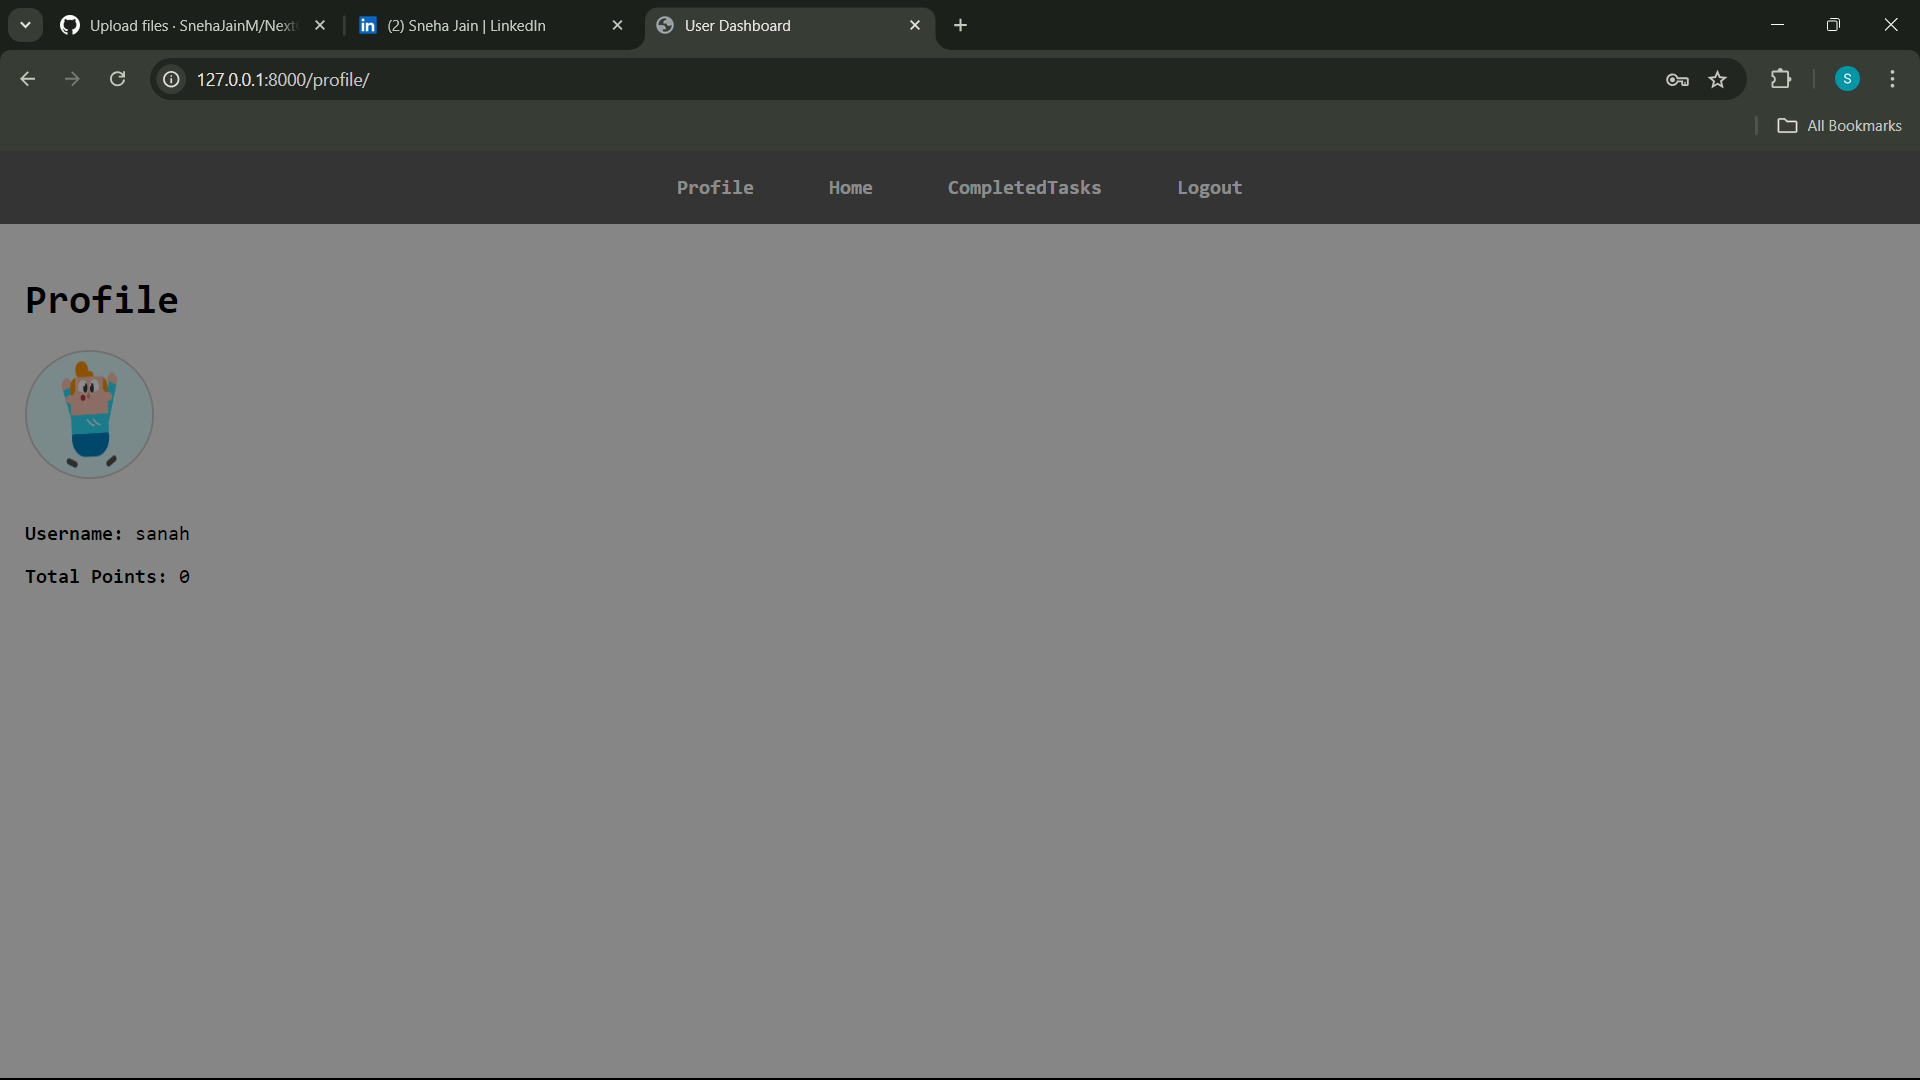 Upload files · SnehaJainM/Next
(2) Sneha Jain | LinkedIn
User Dashboard
127.0.0.1:8000/profile/
S
All Bookmarks
Profile Home CompletedTasks Logout
Profile
Username: sanah
Total Points: 0